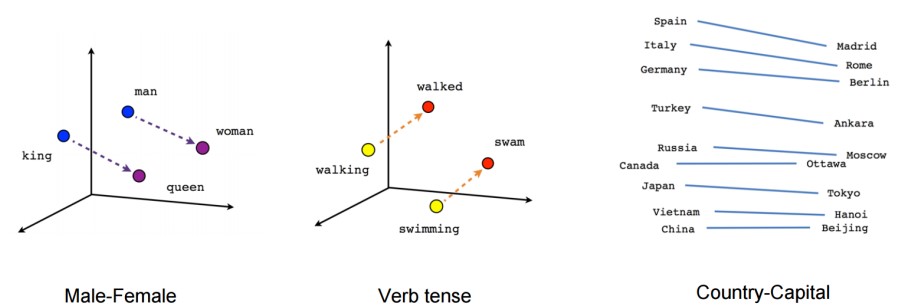 man
woman
king
queen
Male-Female
walked
swam
walking
swimming
Verb tense
Spain
Madrid
Italy
Rome
Germany
Berlin
Turkey
Ankara
Russia
Moscow
Canada
Ottawa
Japan
Tokyo
Vietnam
Hanoi
China
Beijing
Country-Capital